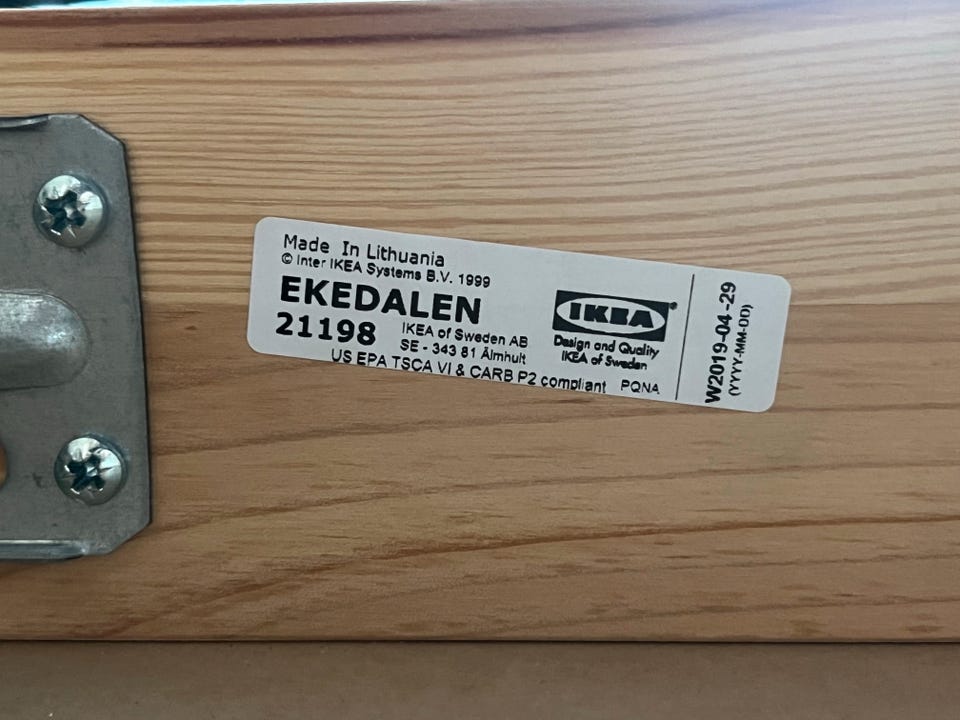 Made In Lithuania
© Inter IKEA Systems B.V. 1999
EKEDALEN
21198
IKEA of Sweden AB
SE - 343 81 Älmhult
US EPA TSCA VI & CARB P2 compliant PQNA
IKEA®
Design and Quality
IKEA of Sweden
W2019-04-29
(YYYY-MM-DD)